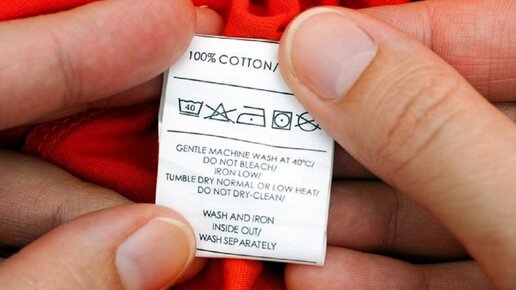 100% COTTON/
40
GENTLE MACHINE WASH AT 40°C/
DO NOT BLEACH/
IRON LOW/
TUMBLE DRY NORMAL OR LOW HEAT/
DO NOT DRY-CLEAN/
WASH AND IRON
INSIDE OUT/
WASH SEPARATELY